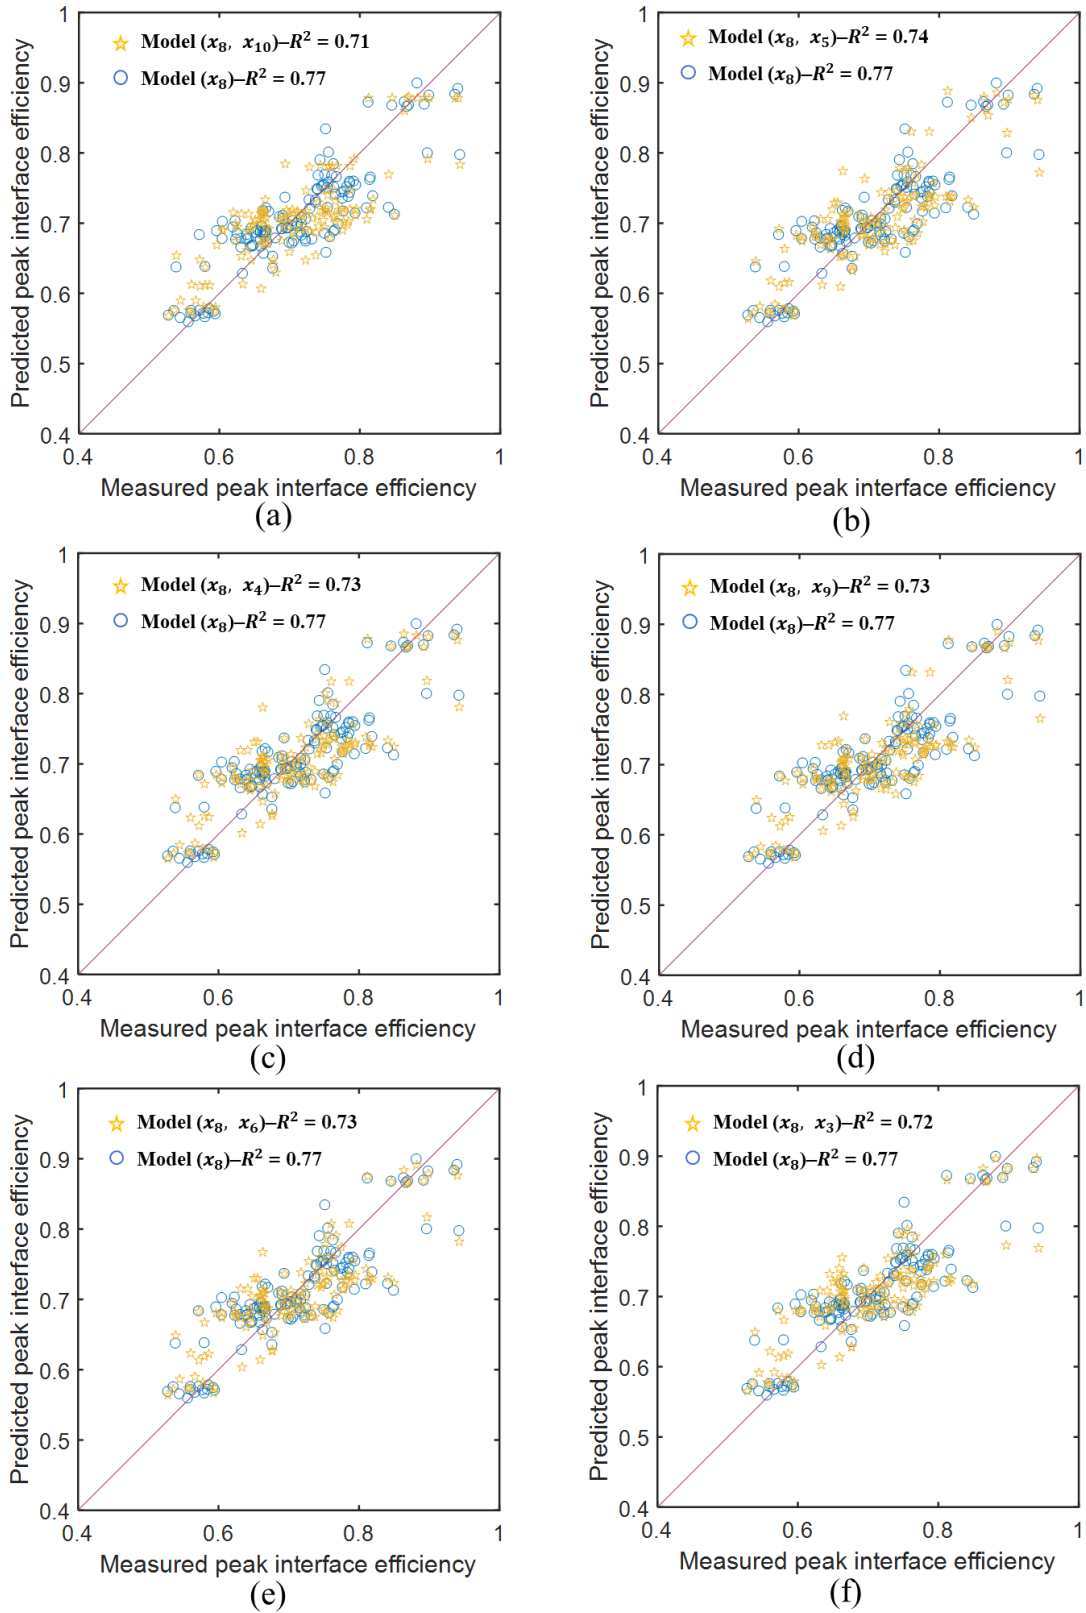 Model (x₈, x₁₀)–R² = 0.71
Model (x₈)–R² = 0.77
1
0.9
0.8
0.7
0.6
0.5
0.4
Predicted peak interface efficiency
0.4 0.6 0.8 1
Measured peak interface efficiency
(a)
Model (x₈, x₅)–R² = 0.74
Model (x₈)–R² = 0.77
1
0.9
0.8
0.7
0.6
0.5
0.4
Predicted peak interface efficiency
0.4 0.6 0.8 1
Measured peak interface efficiency
(b)
Model (x₈, x₄)–R² = 0.73
Model (x₈)–R² = 0.77
1
0.9
0.8
0.7
0.6
0.5
0.4
Predicted peak interface efficiency
0.4 0.6 0.8 1
Measured peak interface efficiency
(c)
Model (x₈, x₉)–R² = 0.73
Model (x₈)–R² = 0.77
1
0.9
0.8
0.7
0.6
0.5
0.4
Predicted peak interface efficiency
0.4 0.6 0.8 1
Measured peak interface efficiency
(d)
Model (x₈, x₆)–R² = 0.73
Model (x₈)–R² = 0.77
1
0.9
0.8
0.7
0.6
0.5
0.4
Predicted peak interface efficiency
0.4 0.6 0.8 1
Measured peak interface efficiency
(e)
Model (x₈, x₃)–R² = 0.72
Model (x₈)–R² = 0.77
1
0.9
0.8
0.7
0.6
0.5
0.4
Predicted peak interface efficiency
0.4 0.6 0.8 1
Measured peak interface efficiency
(f)